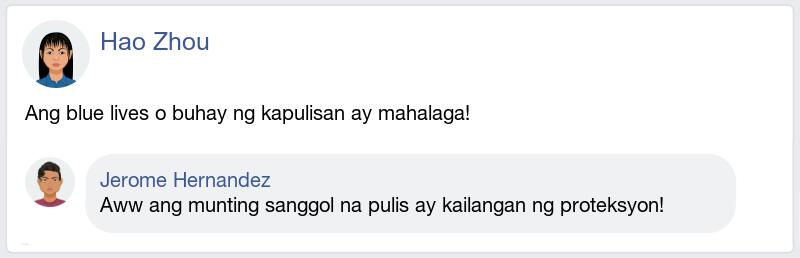 Hao Zhou
Ang blue lives o buhay ng kapulisan ay mahalaga!
Jerome Hernandez
Aww ang munting sanggol na pulis ay kailangan ng proteksyon!